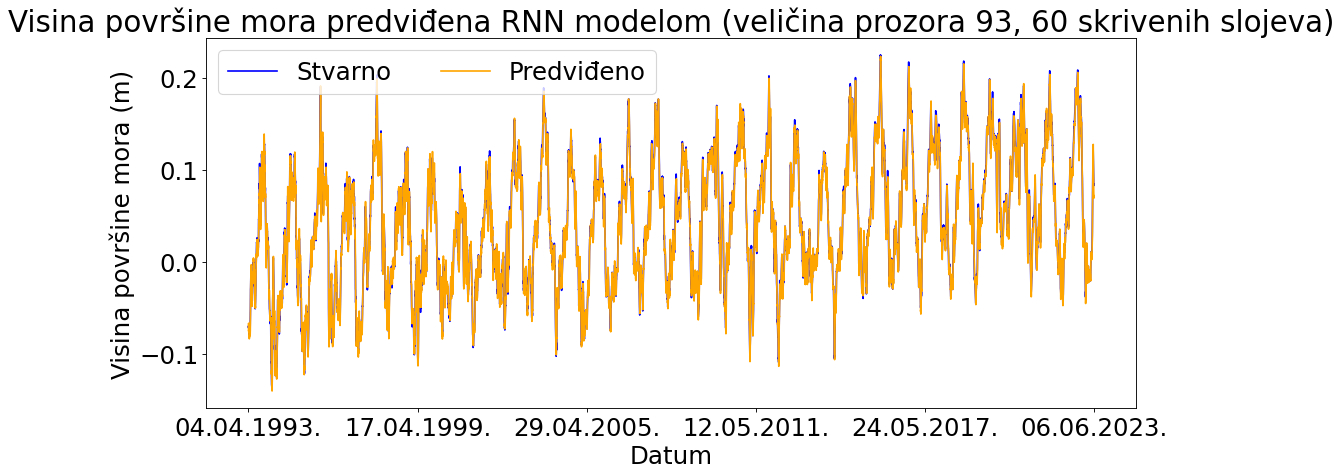 Visina površine mora predviđena RNN modelom (veličina prozora 93, 60 skrivenih slojeva)
Stvarno
Predviđeno
Visina površine mora (m)
0.2
0.1
0.0
−0.1
04.04.1993.
17.04.1999.
29.04.2005.
12.05.2011.
24.05.2017.
06.06.2023.
Datum